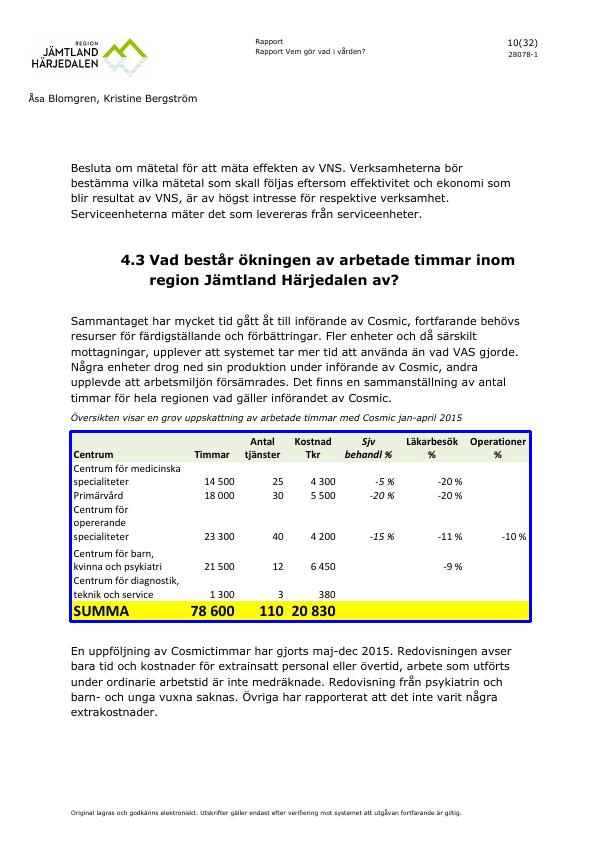 REGION
JÄMTLAND
HÄRJEDALEN
Rapport
Rapport Vem gör vad i vården?
10(32)
28078-1
Åsa Blomgren, Kristine Bergström
Besluta om mätetal för att mäta effekten av VNS. Verksamheterna bör
bestämma vilka mätetal som skall följas eftersom effektivitet och ekonomi som
blir resultat av VNS, är av högst intresse för respektive verksamhet.
Serviceenheterna mäter det som levereras från serviceenheter.
4.3 Vad består ökningen av arbetade timmar inom
region Jämtland Härjedalen av?
Sammantaget har mycket tid gått åt till införande av Cosmic, fortfarande behövs
resurser för färdigställande och förbättringar. Fler enheter och då särskilt
mottagningar, upplever att systemet tar mer tid att använda än vad VAS gjorde.
Några enheter drog ned sin produktion under införande av Cosmic, andra
upplevde att arbetsmiljön försämrades. Det finns en sammanställning av antal
timmar för hela regionen vad gäller införandet av Cosmic.
Översikten visar en grov uppskattning av arbetade timmar med Cosmic jan-april 2015
Antal Kostnad Sjv Läkarbesök Operationer
Centrum Timmar tjänster Tkr behandl % % %
Centrum för medicinska
specialiteter 14 500 25 4 300 -5 % -20 %
Primärvård 18 000 30 5 500 -20 % -20 %
Centrum för
opererande
specialiteter 23 300 40 4 200 -15 % -11 % -10 %
Centrum för barn,
kvinna och psykiatri 21 500 12 6 450 -9 %
Centrum för diagnostik,
teknik och service 1 300 3 380
SUMMA 78 600 110 20 830
En uppföljning av Cosmictimmar har gjorts maj-dec 2015. Redovisningen avser
bara tid och kostnader för extrainsatt personal eller övertid, arbete som utförts
under ordinarie arbetstid är inte medräknade. Redovisning från psykiatrin och
barn- och unga vuxna saknas. Övriga har rapporterat att det inte varit några
extrakostnader.
Original lagras och godkänns elektroniskt. Utskrifter gäller endast efter verifiering mot systemet att utgåvan fortfarande är giltig.